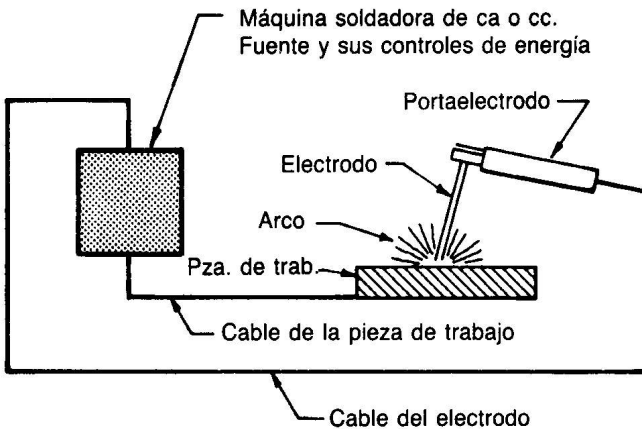 Máquina soldadora de ca o cc.
Fuente y sus controles de energía
Portaelectrodo
Electrodo
Arco
Pza. de trab.
Cable de la pieza de trabajo
Cable del electrodo